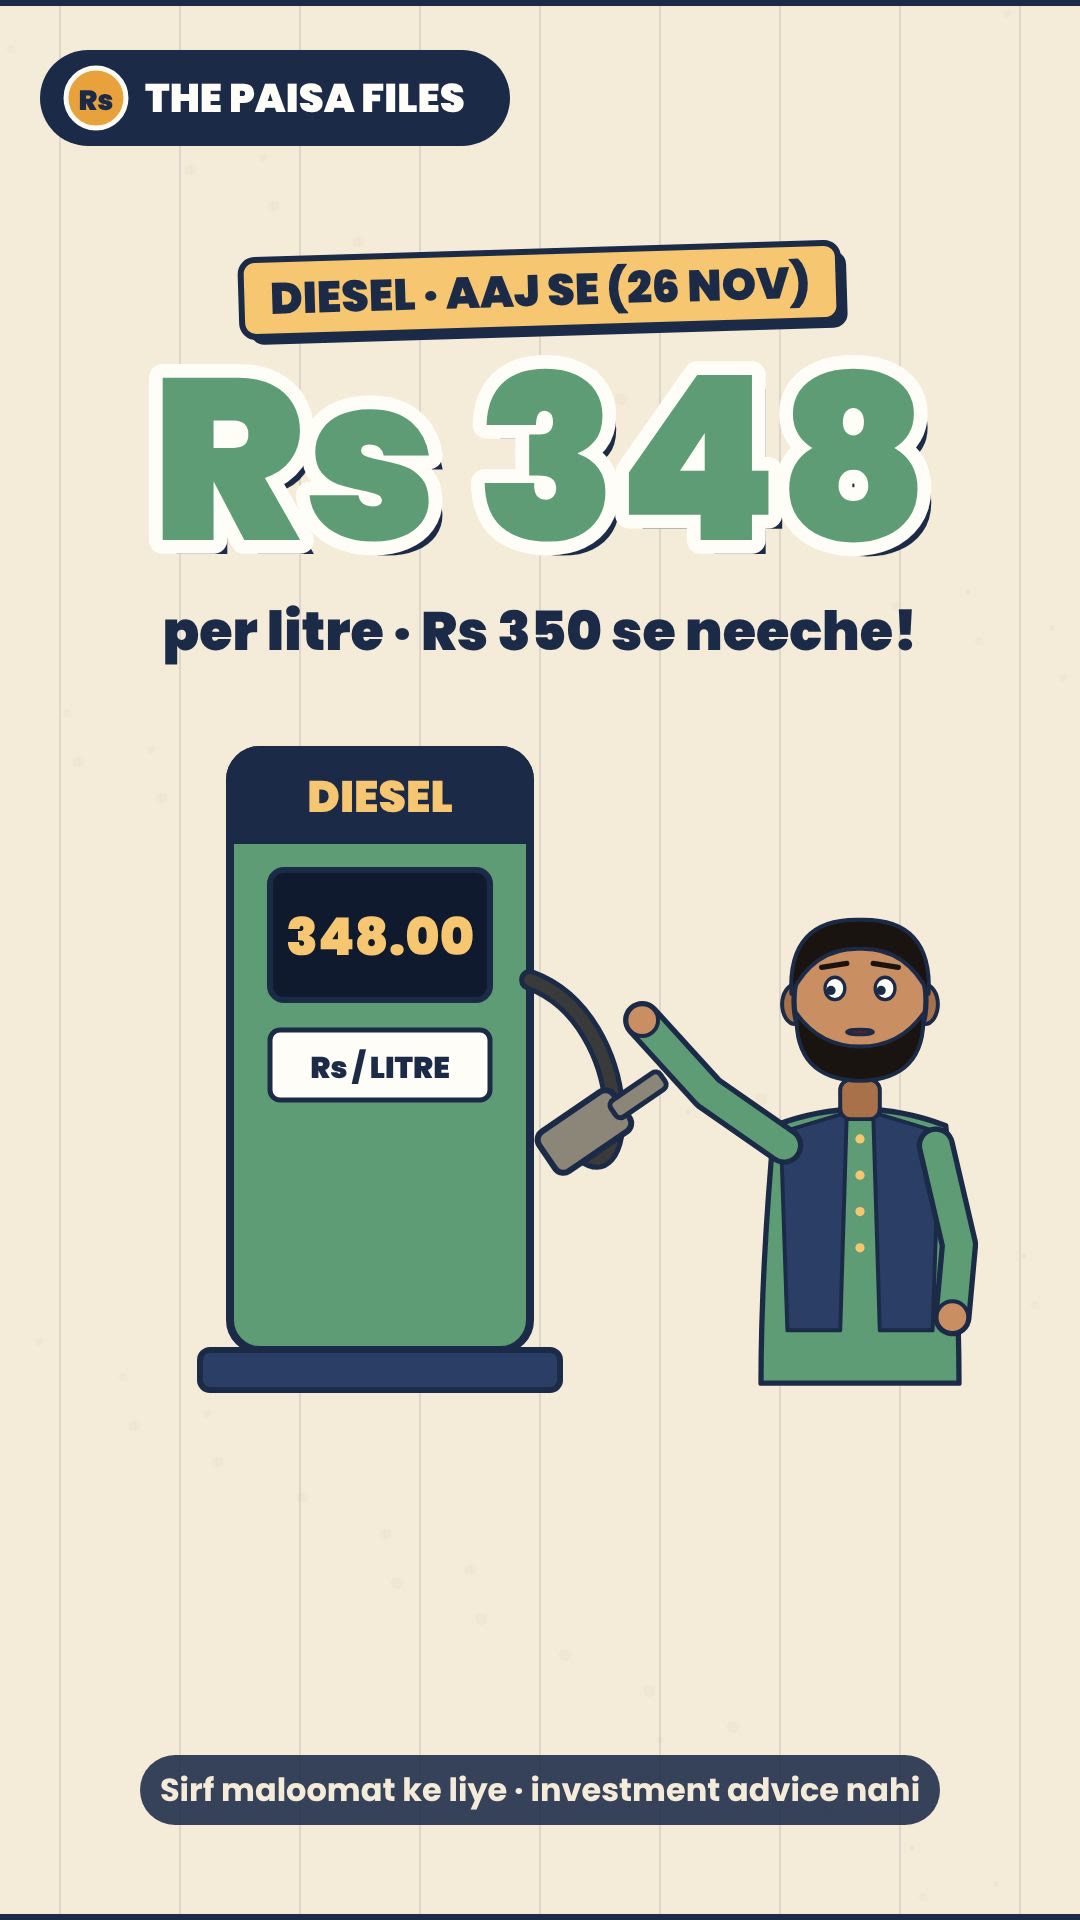 Rs THE PAISA FILES
DIESEL · AAJ SE (26 NOV)
Rs 348
per litre · Rs 350 se neeche!
DIESEL
348.00
Rs / LITRE
Sirf maloomat ke liye · investment advice nahi